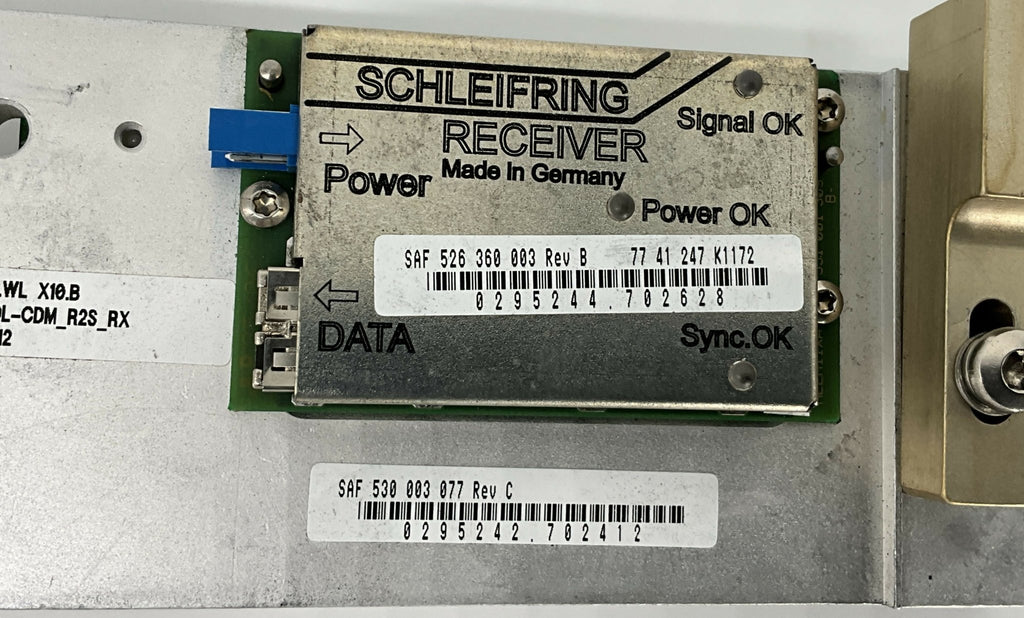 SCHLEIFRING
Signal OK
RECEIVER
Made In Germany
Power
Power OK
SAF 526 360 003 Rev B 77 41 247 K1172
0295244.702628
DATA
Sync.OK
WL X10.B
CDM_R2S_RX
SAF 530 003 077 Rev C
0295242.702412